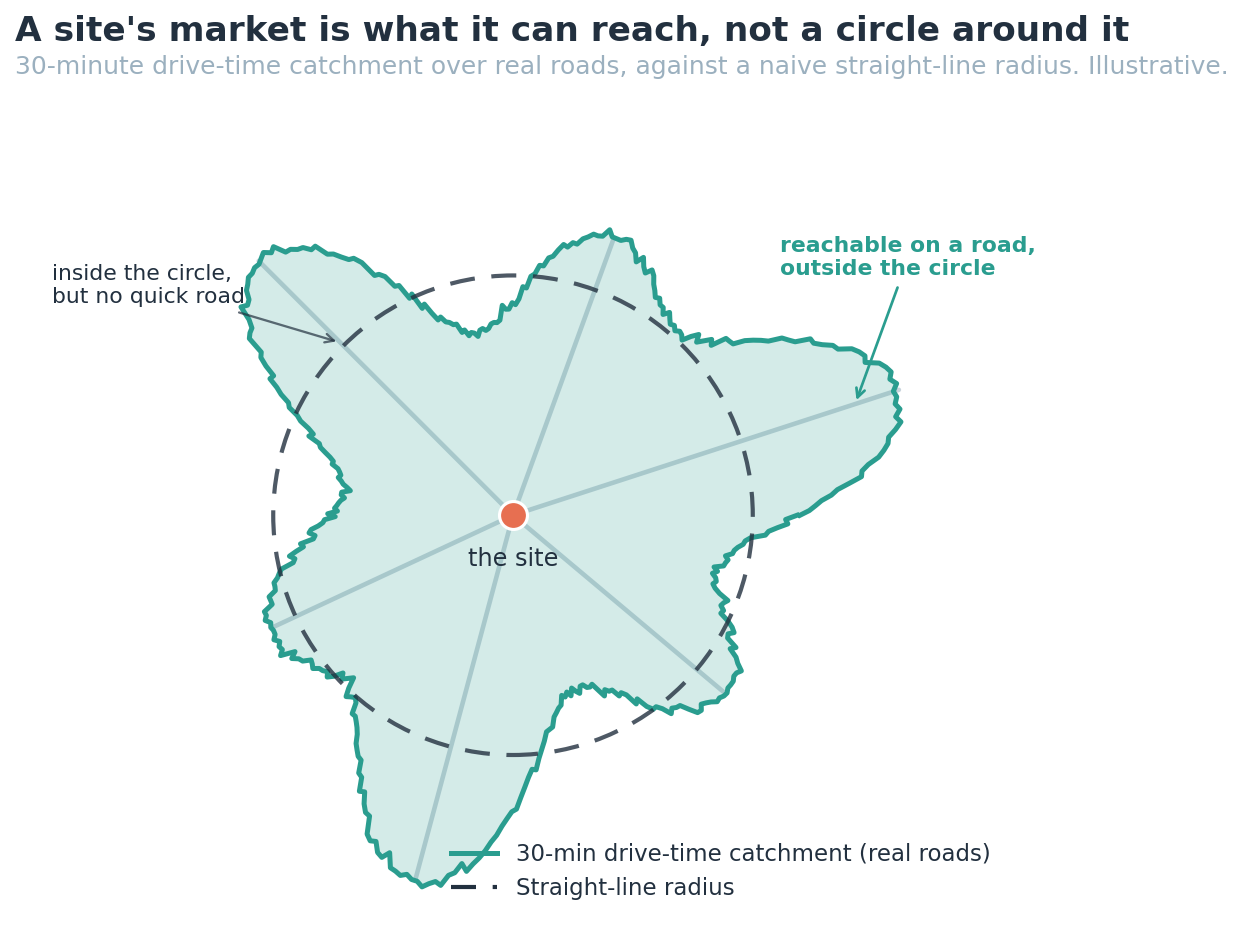 A site's market is what it can reach, not a circle around it
30-minute drive-time catchment over real roads, against a naive straight-line radius. Illustrative.
reachable on a road,
outside the circle
inside the circle,
but no quick road
the site
30-min drive-time catchment (real roads)
Straight-line radius